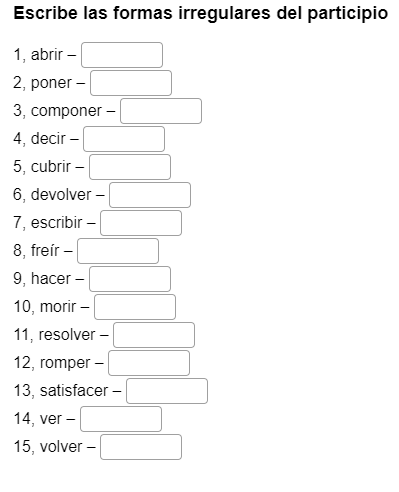 Escribe las formas irregulares del participio
1, abrir –
2, poner –
3, componer –
4, decir –
5, cubrir –
6, devolver –
7, escribir –
8, freír –
9, hacer –
10, morir –
11, resolver –
12, romper –
13, satisfacer –
14, ver –
15, volver –